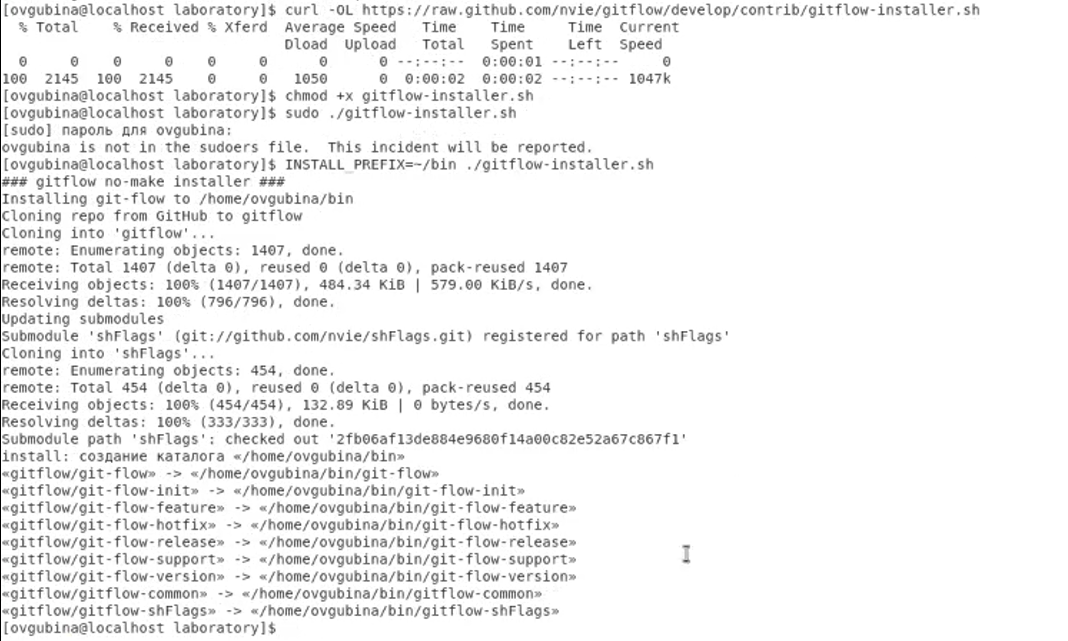 [ovgubina@localhost laboratory]$ curl -OL https://raw.github.com/nvie/gitflow/develop/contrib/gitflow-installer.sh
  % Total    % Received % Xferd  Average Speed   Time    Time     Time  Current
                                 Dload  Upload   Total   Spent    Left  Speed
  0     0    0     0    0     0      0      0 --:--:--  0:00:01 --:--:--     0
100  2145  100  2145    0     0   1050      0  0:00:02  0:00:02 --:--:-- 1047k
[ovgubina@localhost laboratory]$ chmod +x gitflow-installer.sh
[ovgubina@localhost laboratory]$ sudo ./gitflow-installer.sh
[sudo] пароль для ovgubina:
ovgubina is not in the sudoers file.  This incident will be reported.
[ovgubina@localhost laboratory]$ INSTALL_PREFIX=~/bin ./gitflow-installer.sh
### gitflow no-make installer ###
Installing git-flow to /home/ovgubina/bin
Cloning repo from GitHub to gitflow
Cloning into 'gitflow'...
remote: Enumerating objects: 1407, done.
remote: Total 1407 (delta 0), reused 0 (delta 0), pack-reused 1407
Receiving objects: 100% (1407/1407), 484.34 KiB | 579.00 KiB/s, done.
Resolving deltas: 100% (796/796), done.
Updating submodules
Submodule 'shFlags' (git://github.com/nvie/shFlags.git) registered for path 'shFlags'
Cloning into 'shFlags'...
remote: Enumerating objects: 454, done.
remote: Total 454 (delta 0), reused 0 (delta 0), pack-reused 454
Receiving objects: 100% (454/454), 132.89 KiB | 0 bytes/s, done.
Resolving deltas: 100% (333/333), done.
Submodule path 'shFlags': checked out '2fb06af13de884e9680f14a00c82e52a67c867f1'
install: создание каталога «/home/ovgubina/bin»
«gitflow/git-flow» -> «/home/ovgubina/bin/git-flow»
«gitflow/git-flow-init» -> «/home/ovgubina/bin/git-flow-init»
«gitflow/git-flow-feature» -> «/home/ovgubina/bin/git-flow-feature»
«gitflow/git-flow-hotfix» -> «/home/ovgubina/bin/git-flow-hotfix»
«gitflow/git-flow-release» -> «/home/ovgubina/bin/git-flow-release»
«gitflow/git-flow-support» -> «/home/ovgubina/bin/git-flow-support»
«gitflow/git-flow-version» -> «/home/ovgubina/bin/git-flow-version»
«gitflow/gitflow-common» -> «/home/ovgubina/bin/gitflow-common»
«gitflow/gitflow-shFlags» -> «/home/ovgubina/bin/gitflow-shFlags»
[ovgubina@localhost laboratory]$